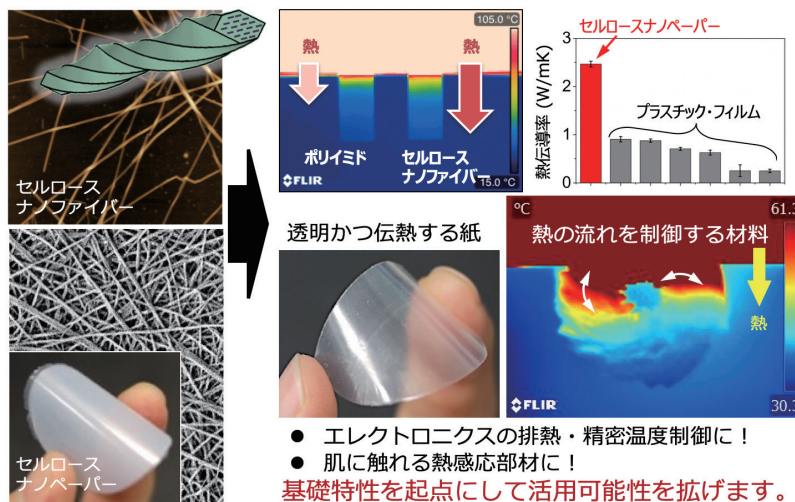 セルロース
ナノファイバー
セルロース
ナノペーパー
105.0 ℃
熱
熱
ポリイミド
セルロース
ナノファイバー
FLIR
15.0 ℃
セルロースナノペーパー
プラスチック・フィルム
熱伝導率 (W/mK)
3
2
1
0
透明かつ伝熱する紙
℃
61.3
熱の流れを制御する材料
熱
FLIR
30.3
● エレクトロニクスの排熱・精密温度制御に！
● 肌に触れる熱感応部材に！
基礎特性を起点にして活用可能性を拡げます。